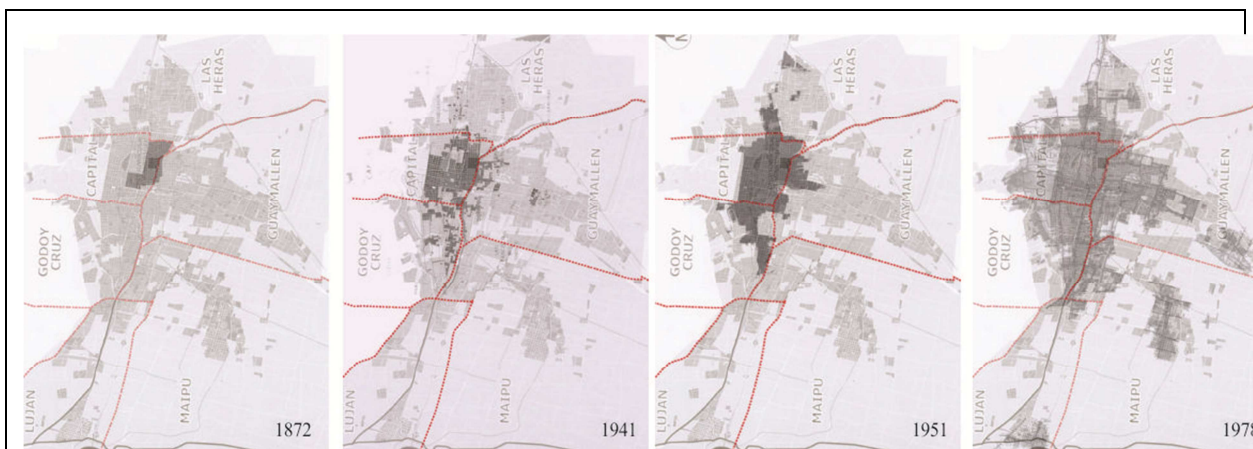 LAS
HERAS
CAPITAL
GUAYMALLEN
GODOY
CRUZ
LUJAN
MAIPU
1872
LAS
HERAS
CAPITAL
GUAYMALLEN
GODOY
CRUZ
LUJAN
MAIPU
1941
LAS
HERAS
CAPITAL
GUAYMALLEN
GODOY
CRUZ
LUJAN
MAIPU
1951
LAS
HERAS
CAPITAL
GUAYMALLEN
GODOY
CRUZ
LUJAN
MAIPU
1978